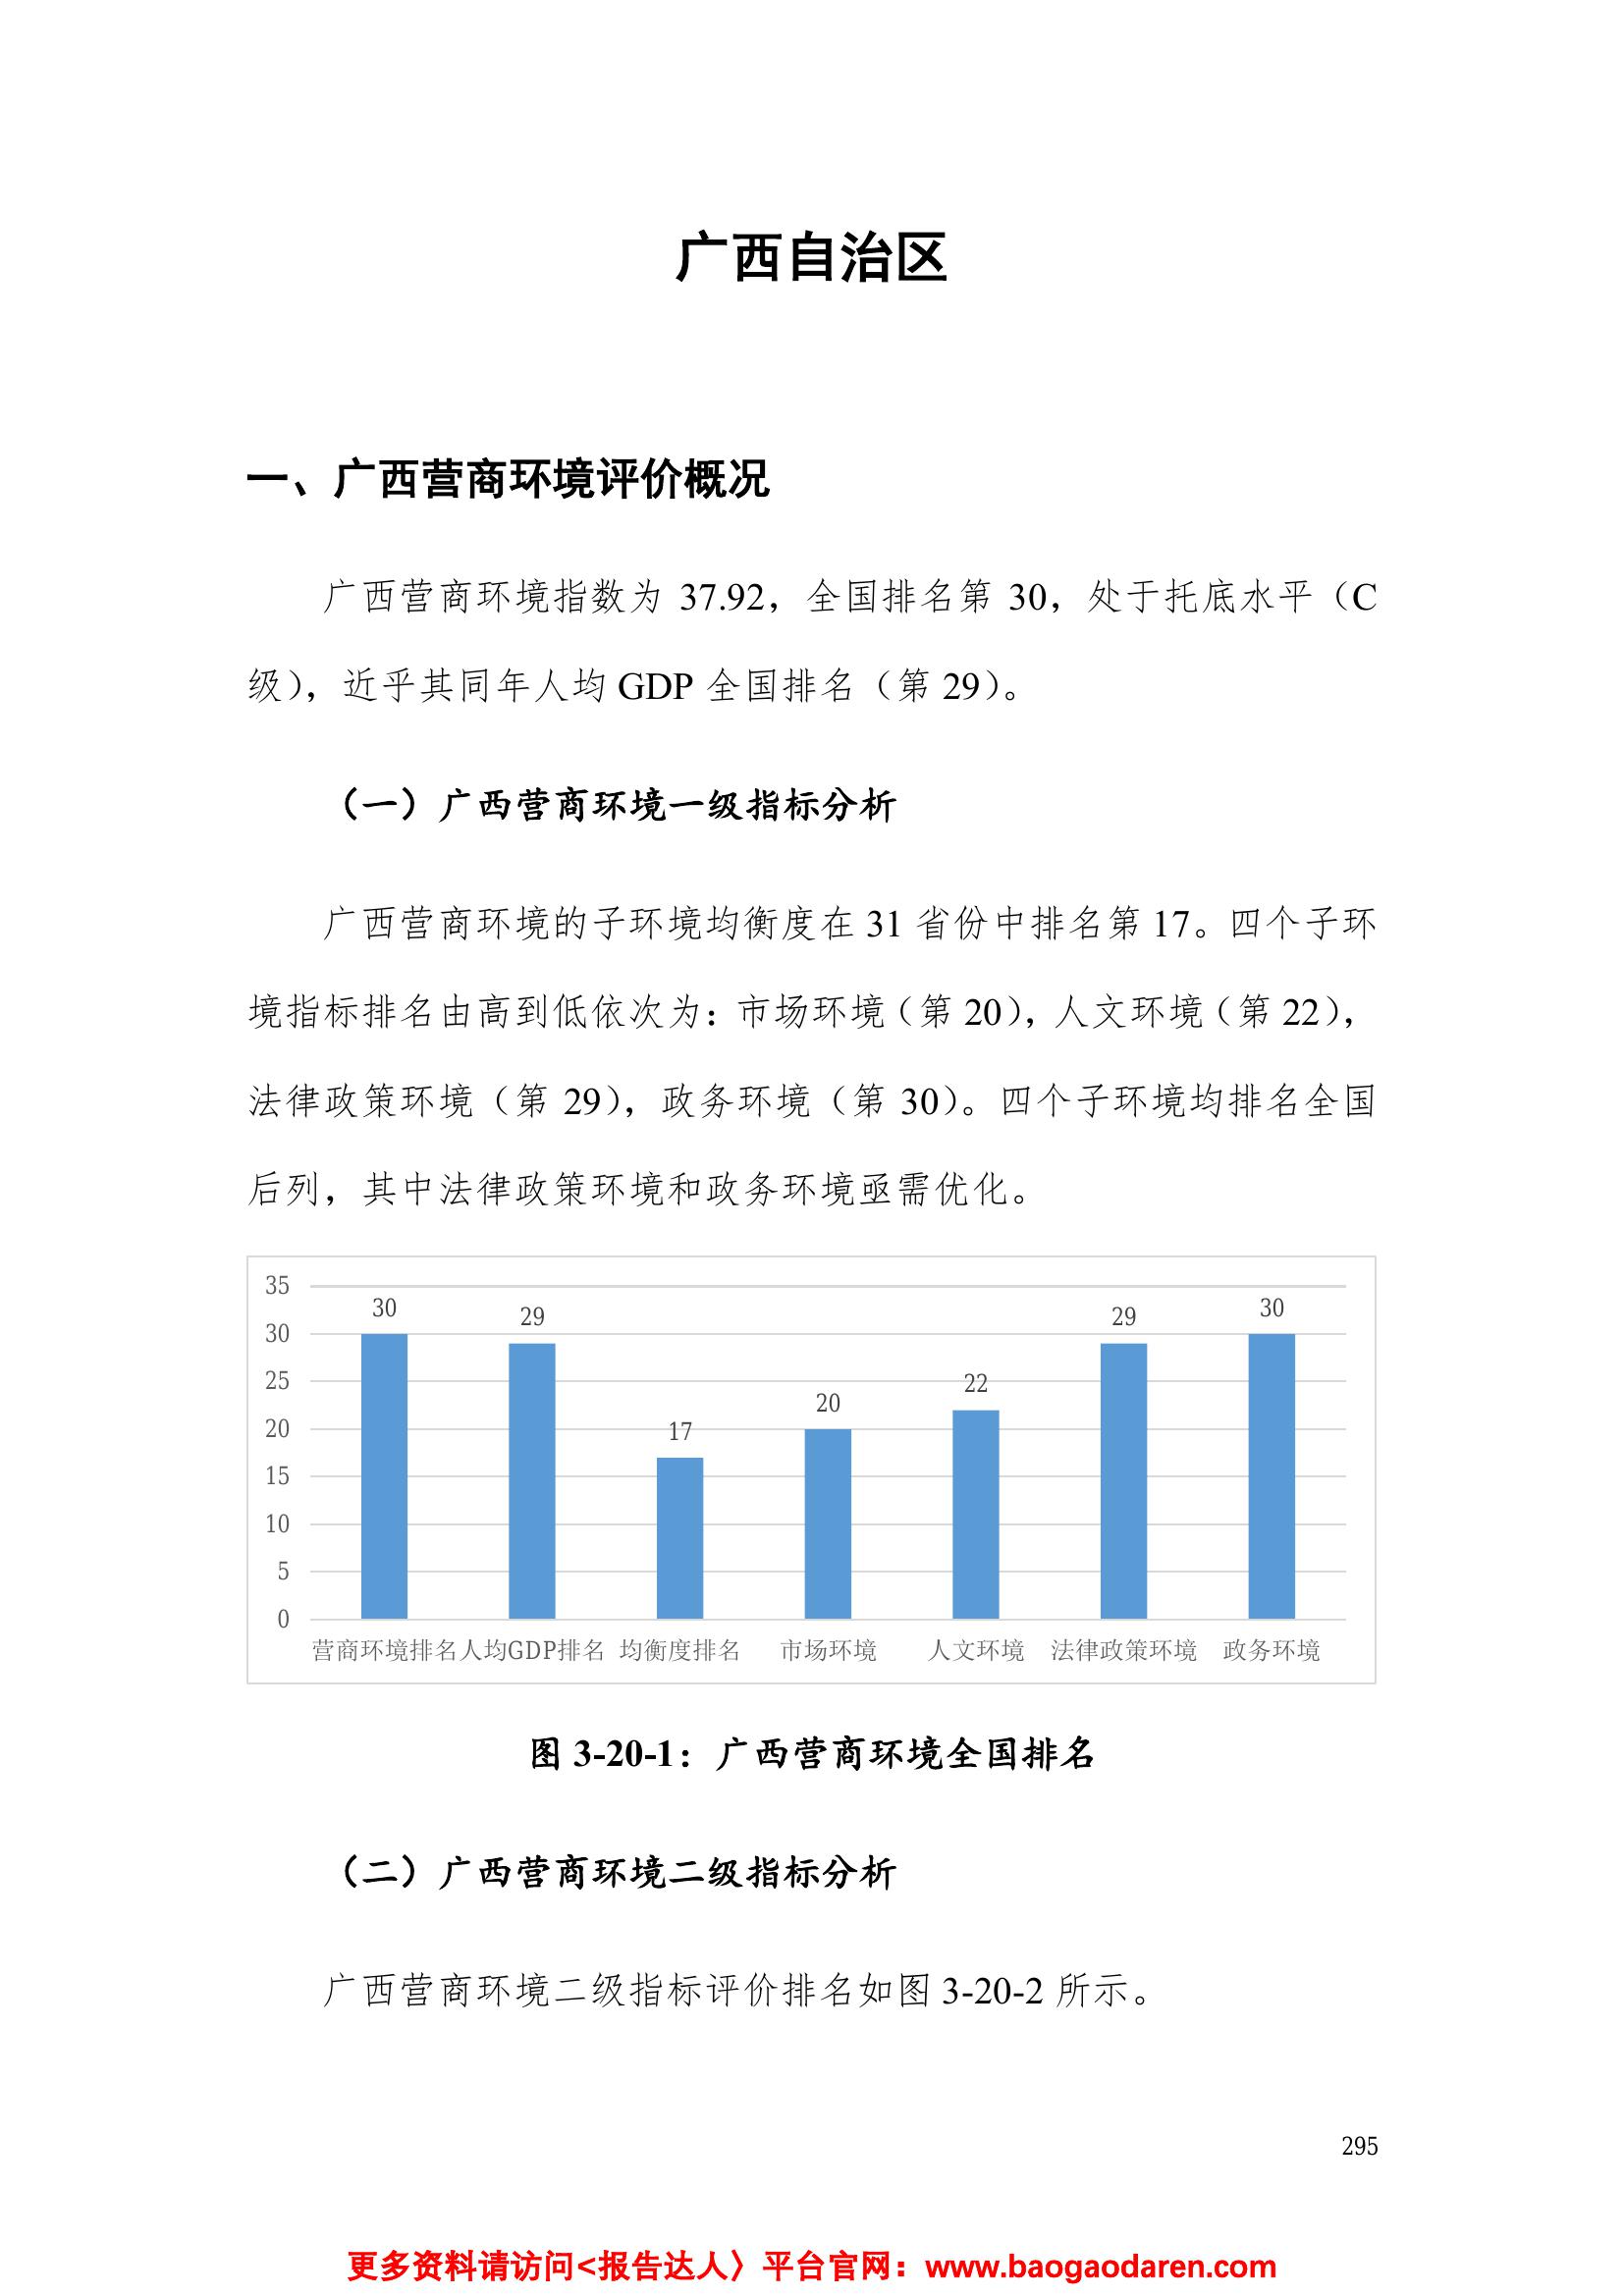 广西自治区
一、广西营商环境评价概况
广西营商环境指数为 37.92，全国排名第 30，处于托底水平（C
级），近乎其同年人均 GDP 全国排名（第 29）。
（一）广西营商环境一级指标分析
广西营商环境的子环境均衡度在 31 省份中排名第 17。四个子环
境指标排名由高到低依次为：市场环境（第 20），人文环境（第 22），
法律政策环境（第 29），政务环境（第 30）。四个子环境均排名全国
后列，其中法律政策环境和政务环境亟需优化。
35
30
25
20
15
10
5
0
30 29 17 20 22 29 30
营商环境排名 人均GDP排名 均衡度排名 市场环境 人文环境 法律政策环境 政务环境
图 3-20-1：广西营商环境全国排名
（二）广西营商环境二级指标分析
广西营商环境二级指标评价排名如图 3-20-2 所示。
295
更多资料请访问<报告达人〉平台官网：www.baogaodaren.com